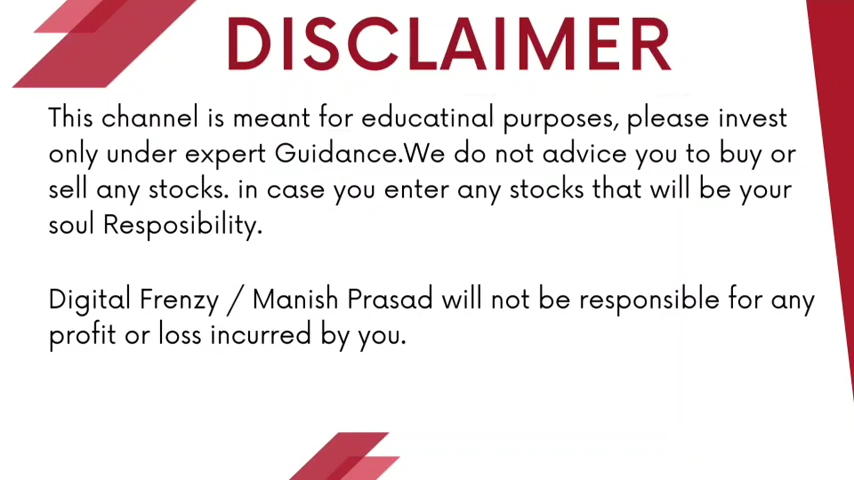 DISCLAIMER
This channel is meant for educatinal purposes, please invest
only under expert Guidance.We do not advice you to buy or
sell any stocks. in case you enter any stocks that will be your
soul Resposibility.
Digital Frenzy / Manish Prasad will not be responsible for any
profit or loss incurred by you.